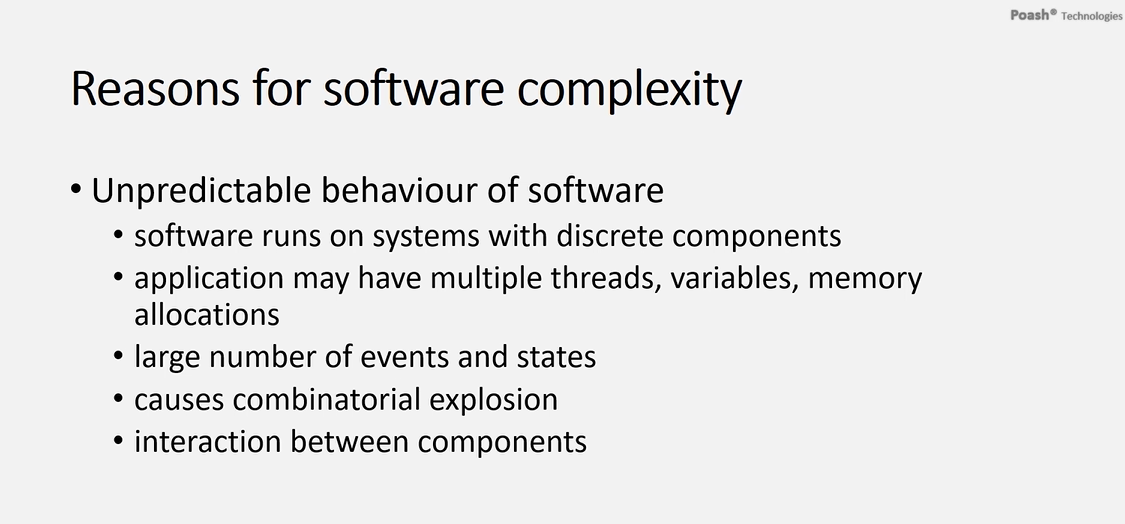 Poash® Technologies
Reasons for software complexity
• Unpredictable behaviour of software
• software runs on systems with discrete components
• application may have multiple threads, variables, memory
allocations
• large number of events and states
• causes combinatorial explosion
• interaction between components